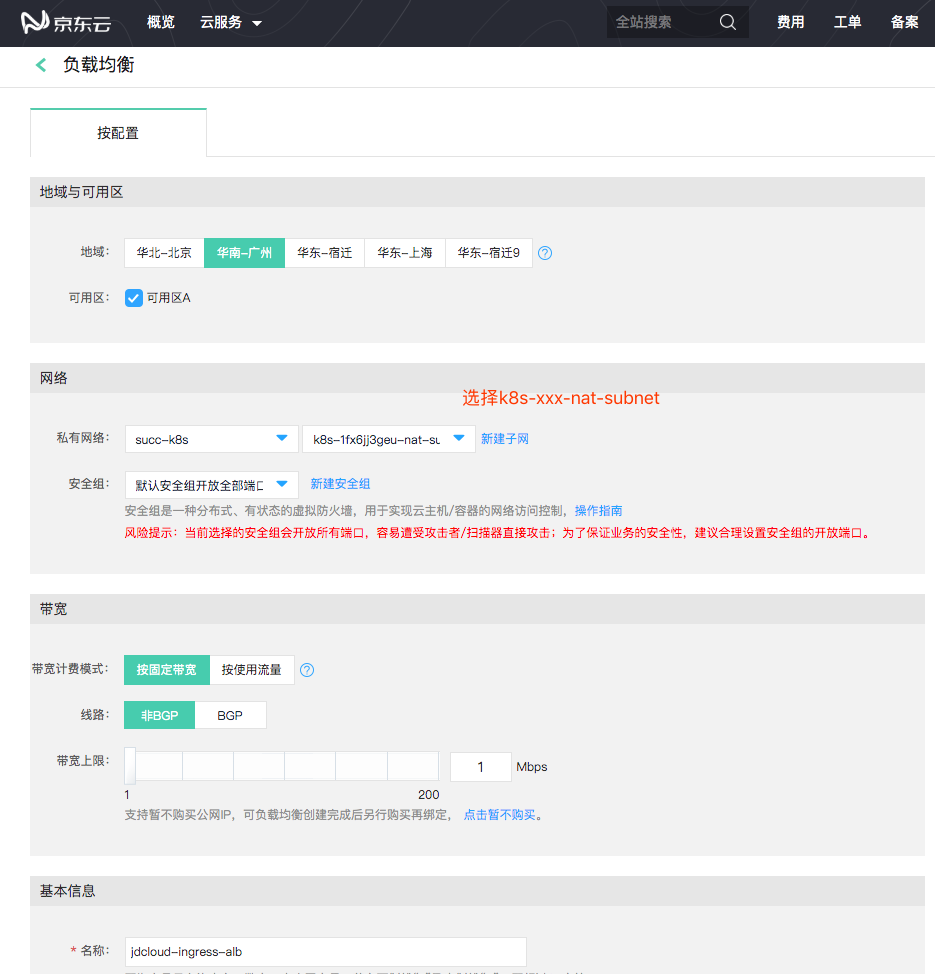 京东云 概览 云服务 全站搜索 费用 工单 备案
负载均衡
按配置
地域与可用区
地域： 华北-北京 华南-广州 华东-宿迁 华东-上海 华东-宿迁9 ?
可用区： 可用区A
网络
选择k8s-xxx-nat-subnet
私有网络： succ-k8s k8s-1fx6jj3geu-nat-su 新建子网
安全组： 默认安全组开放全部端口 新建安全组
安全组是一种分布式、有状态的虚拟防火墙，用于实现云主机/容器的网络访问控制，操作指南
风险提示：当前选择的安全组会开放所有端口，容易遭受攻击者/扫描器直接攻击；为了保证业务的安全性，建议合理设置安全组的开放端口。
带宽
带宽计费模式： 按固定带宽 按使用流量 ?
线路： 非BGP BGP
带宽上限： 1 Mbps
1 200
支持暂不购买公网IP，可负载均衡创建完成后另行购买再绑定， 点击暂不购买。
基本信息
* 名称： jdcloud-ingress-alb